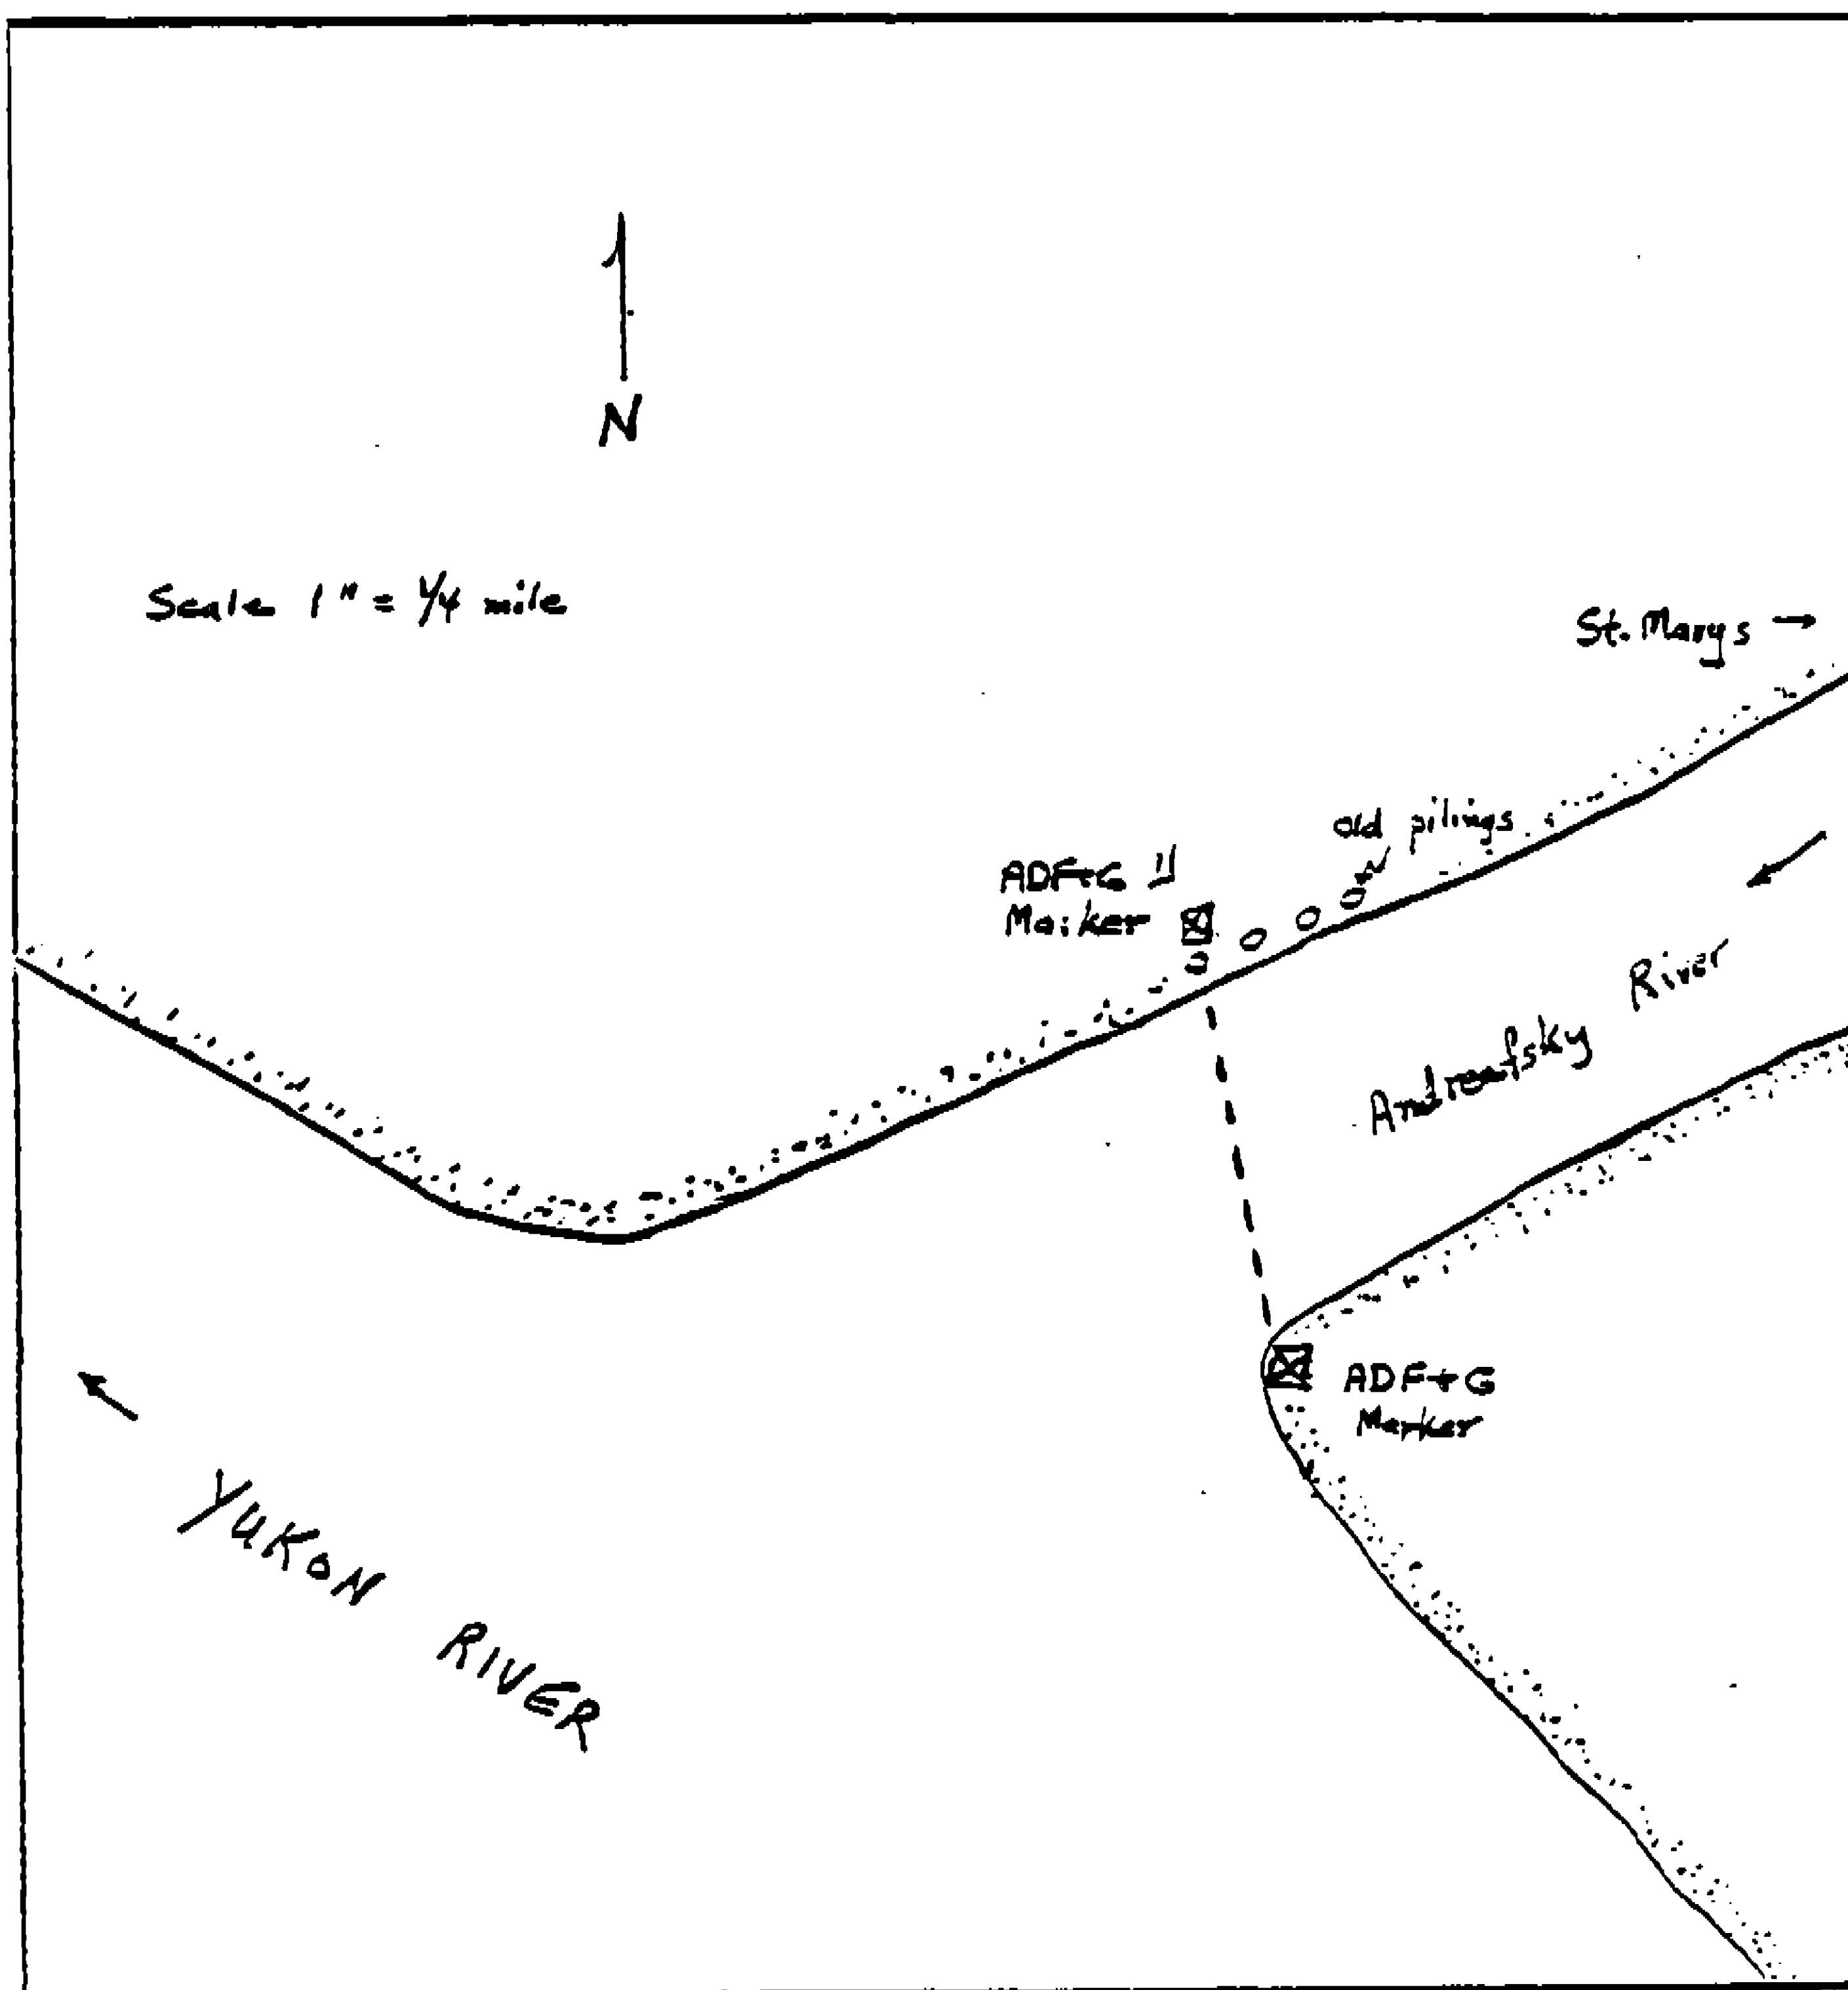 N
Scale 1" = 1/4 mile
St. Marys →
old pilings
ADF+G
Marker
River
Andreafsky
ADF+G
Marker
YUKON RIVER